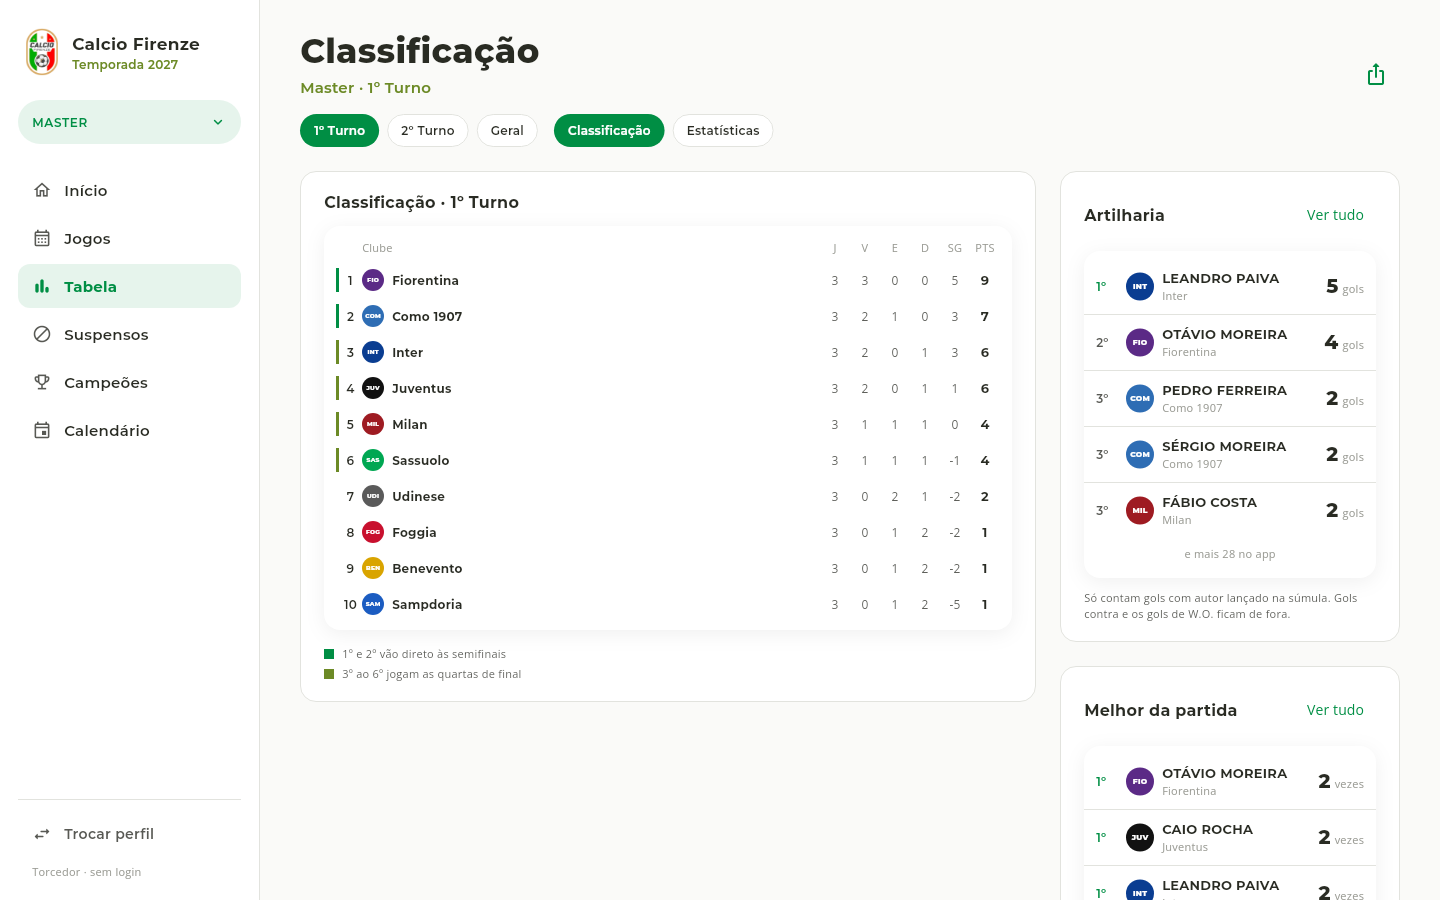 CALCIO
Calcio Firenze
Temporada 2027
MASTER
Início
Jogos
Tabela
Suspensos
Campeões
Calendário
Trocar perfil
Torcedor · sem login
Classificação
Master · 1º Turno
1º Turno 2º Turno Geral Classificação Estatísticas
Classificação · 1º Turno
Clube J V E D SG PTS
1 FIO Fiorentina 3 3 0 0 5 9
2 COM Como 1907 3 2 1 0 3 7
3 INT Inter 3 2 0 1 3 6
4 JUV Juventus 3 2 0 1 1 6
5 MIL Milan 3 1 1 1 0 4
6 SAS Sassuolo 3 1 1 1 -1 4
7 UDI Udinese 3 0 2 1 -2 2
8 FOG Foggia 3 0 1 2 -2 1
9 BEN Benevento 3 0 1 2 -2 1
10 SAM Sampdoria 3 0 1 2 -5 1
1º e 2º vão direto às semifinais
3º ao 6º jogam as quartas de final
Artilharia Ver tudo
1º INT LEANDRO PAIVA 5 gols
Inter
2º FIO OTÁVIO MOREIRA 4 gols
Fiorentina
3º COM PEDRO FERREIRA 2 gols
Como 1907
3º COM SÉRGIO MOREIRA 2 gols
Como 1907
3º MIL FÁBIO COSTA 2 gols
Milan
e mais 28 no app
Só contam gols com autor lançado na súmula. Gols
contra e os gols de W.O. ficam de fora.
Melhor da partida Ver tudo
1º FIO OTÁVIO MOREIRA 2 vezes
Fiorentina
1º JUV CAIO ROCHA 2 vezes
Juventus
1º INT LEANDRO PAIVA 2 vezes